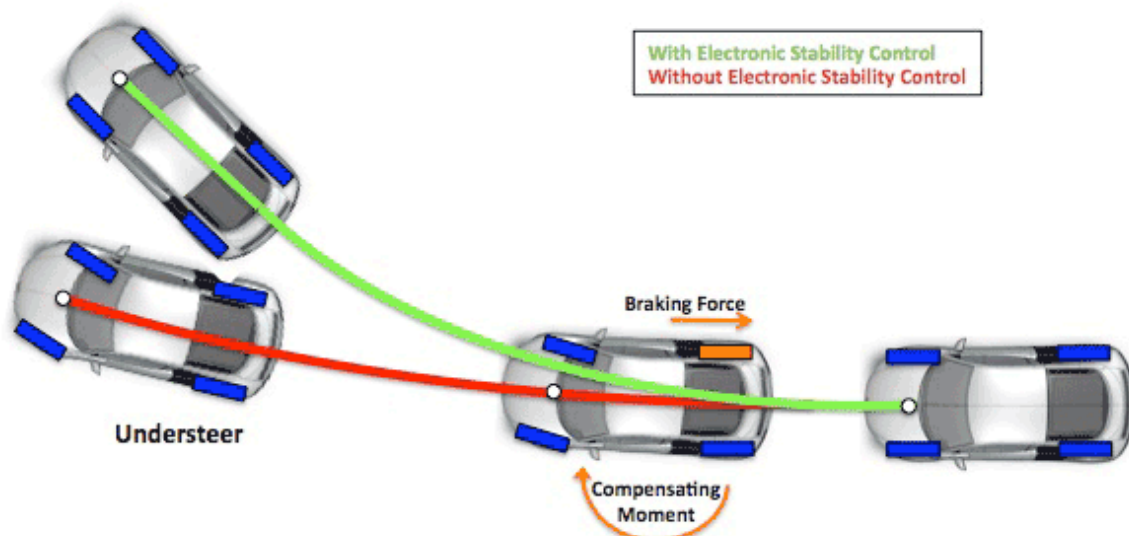 With Electronic Stability Control
Without Electronic Stability Control
Braking Force
Understeer
Compensating
Moment